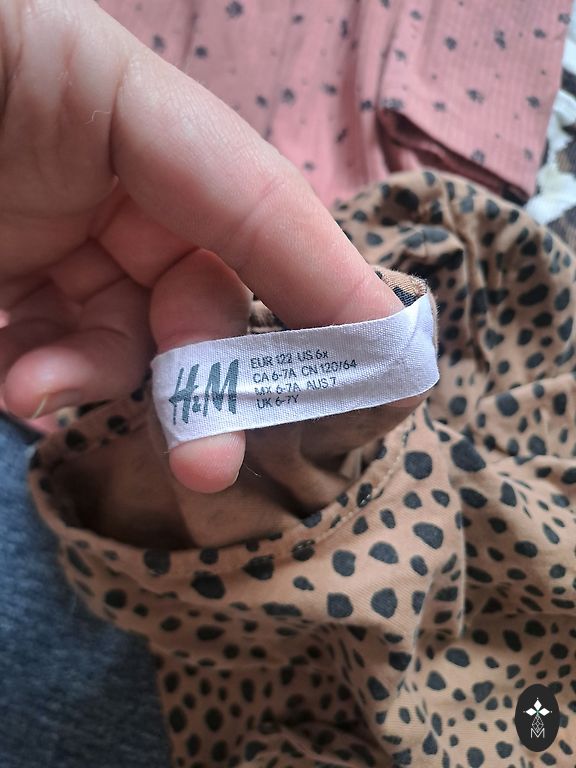 H&M
EUR 122 US 6x
CA 6-7A CN 120/64
MX 6-7A AUS 7
UK 6-7Y
M